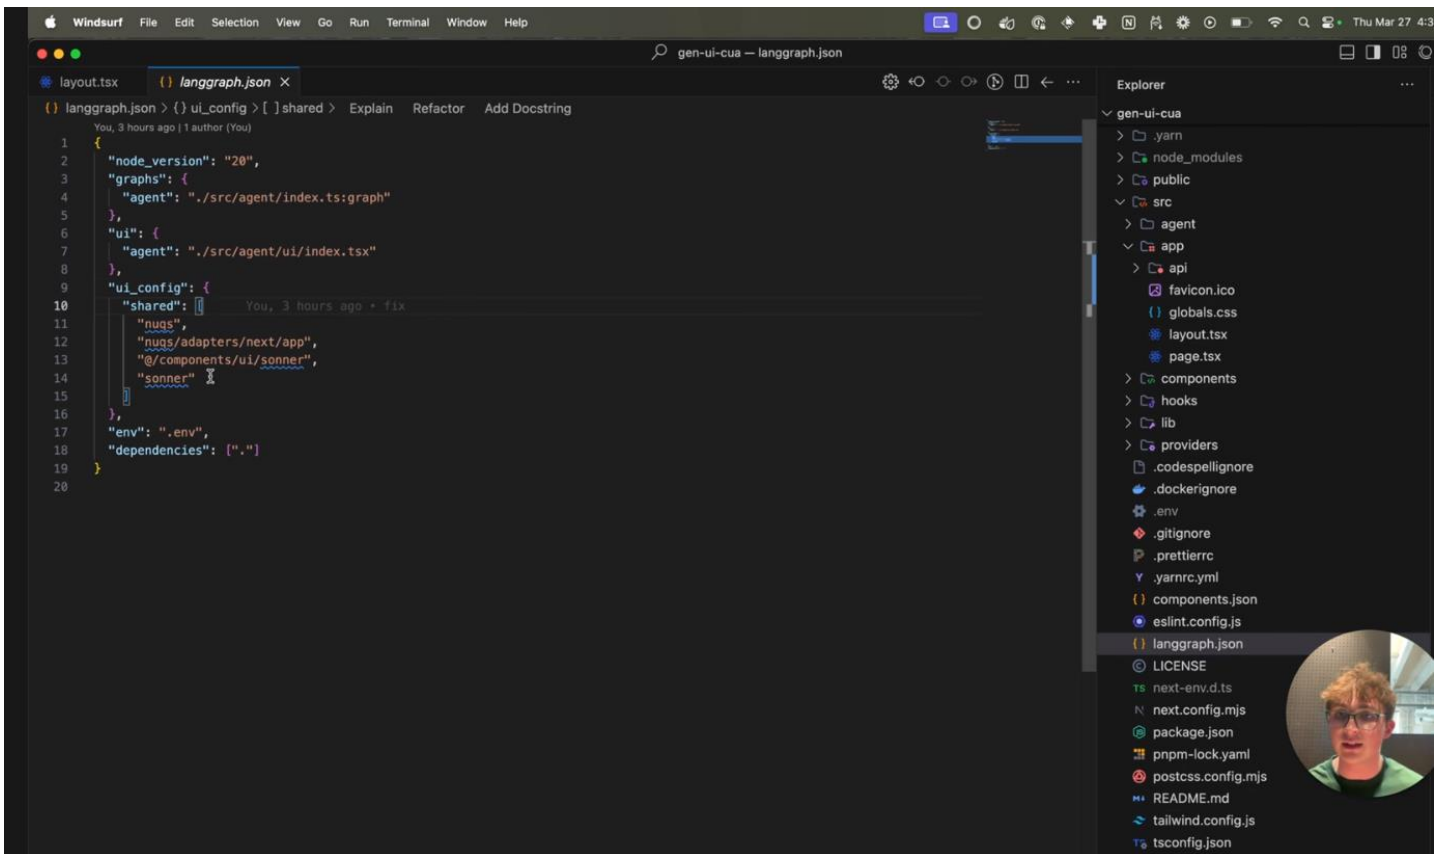 Windsurf File Edit Selection View Go Run Terminal Window Help Thu Mar 27 4:3
gen-ui-cua — langgraph.json
layout.tsx {} langgraph.json ×
{} langgraph.json > {} ui_config > [ ] shared > Explain Refactor Add Docstring
You, 3 hours ago | 1 author (You)
1 {
2 "node_version": "20",
3 "graphs": {
4 "agent": "./src/agent/index.ts:graph"
5 },
6 "ui": {
7 "agent": "./src/agent/ui/index.tsx"
8 },
9 "ui_config": {
10 "shared": [ You, 3 hours ago • fix
11 "nuqs",
12 "nuqs/adapters/next/app",
13 "@/components/ui/sonner",
14 "sonner"
15 ]
16 },
17 "env": ".env",
18 "dependencies": ["."]
19 }
20
Explorer ...
gen-ui-cua
.yarn
node_modules
public
src
agent
app
api
favicon.ico
{} globals.css
layout.tsx
page.tsx
components
hooks
lib
providers
.codespellignore
.dockerignore
.env
.gitignore
.prettierrc
Y .yarnrc.yml
{} components.json
eslint.config.js
{} langgraph.json
LICENSE
TS next-env.d.ts
N next.config.mjs
package.json
pnpm-lock.yaml
postcss.config.mjs
M↓ README.md
tailwind.config.js
TS tsconfig.json